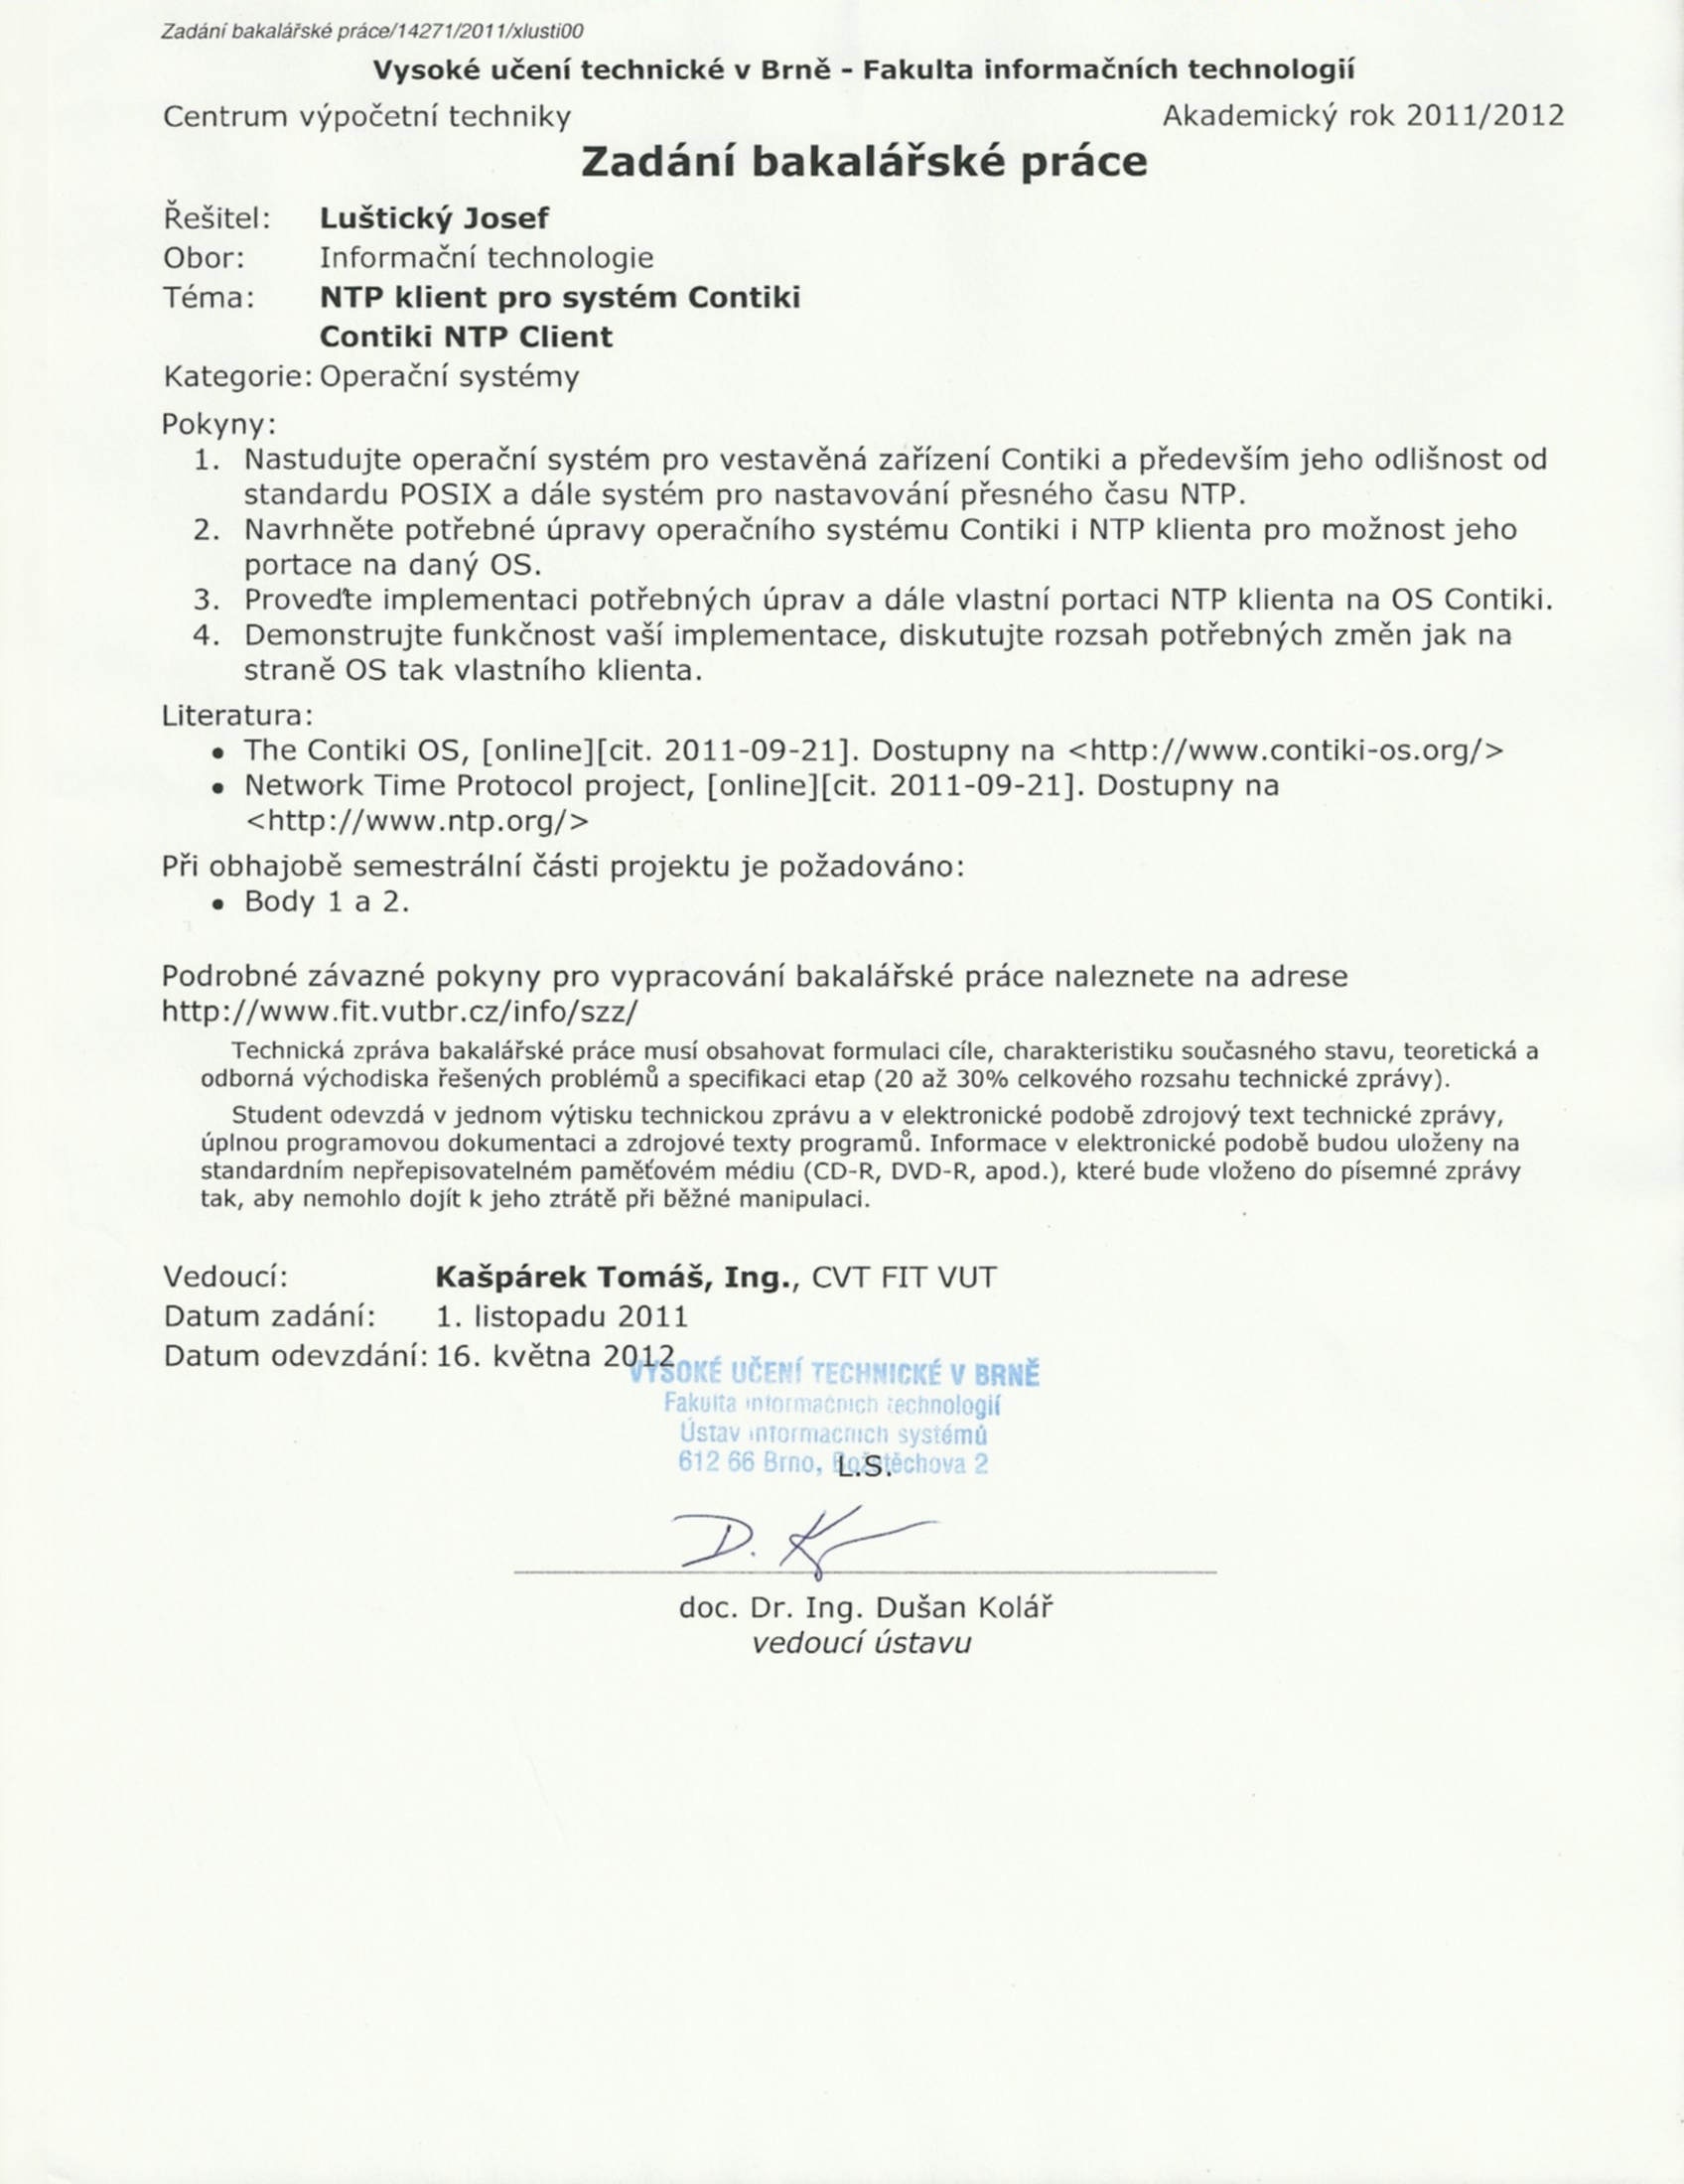 Zadání bakalářské práce/14271/2011/xlusti00
Vysoké učení technické v Brně - Fakulta informačních technologií
Centrum výpočetní techniky Akademický rok 2011/2012
Zadání bakalářské práce
Řešitel: Luštický Josef
Obor: Informační technologie
Téma: NTP klient pro systém Contiki
Contiki NTP Client
Kategorie: Operační systémy
Pokyny:
1. Nastudujte operační systém pro vestavěná zařízení Contiki a především jeho odlišnost od
standardu POSIX a dále systém pro nastavování přesného času NTP.
2. Navrhněte potřebné úpravy operačního systému Contiki i NTP klienta pro možnost jeho
portace na daný OS.
3. Proveďte implementaci potřebných úprav a dále vlastní portaci NTP klienta na OS Contiki.
4. Demonstrujte funkčnost vaší implementace, diskutujte rozsah potřebných změn jak na
straně OS tak vlastního klienta.
Literatura:
• The Contiki OS, [online][cit. 2011-09-21]. Dostupny na <http://www.contiki-os.org/>
• Network Time Protocol project, [online][cit. 2011-09-21]. Dostupny na
<http://www.ntp.org/>
Při obhajobě semestrální části projektu je požadováno:
• Body 1 a 2.
Podrobné závazné pokyny pro vypracování bakalářské práce naleznete na adrese
http://www.fit.vutbr.cz/info/szz/
Technická zpráva bakalářské práce musí obsahovat formulaci cíle, charakteristiku současného stavu, teoretická a
odborná východiska řešených problémů a specifikaci etap (20 až 30% celkového rozsahu technické zprávy).
Student odevzdá v jednom výtisku technickou zprávu a v elektronické podobě zdrojový text technické zprávy,
úplnou programovou dokumentaci a zdrojové texty programů. Informace v elektronické podobě budou uloženy na
standardním nepřepisovatelném paměťovém médiu (CD-R, DVD-R, apod.), které bude vloženo do písemné zprávy
tak, aby nemohlo dojít k jeho ztrátě při běžné manipulaci.
Vedoucí: Kašpárek Tomáš, Ing., CVT FIT VUT
Datum zadání: 1. listopadu 2011
Datum odevzdání: 16. května 2012
VYSOKÉ UČENÍ TECHNICKÉ V BRNĚ
Fakulta informačních technologií
Ústav informačních systémů
612 66 Brno, Božetěchova 2
L.S.
D. K
doc. Dr. Ing. Dušan Kolář
vedoucí ústavu